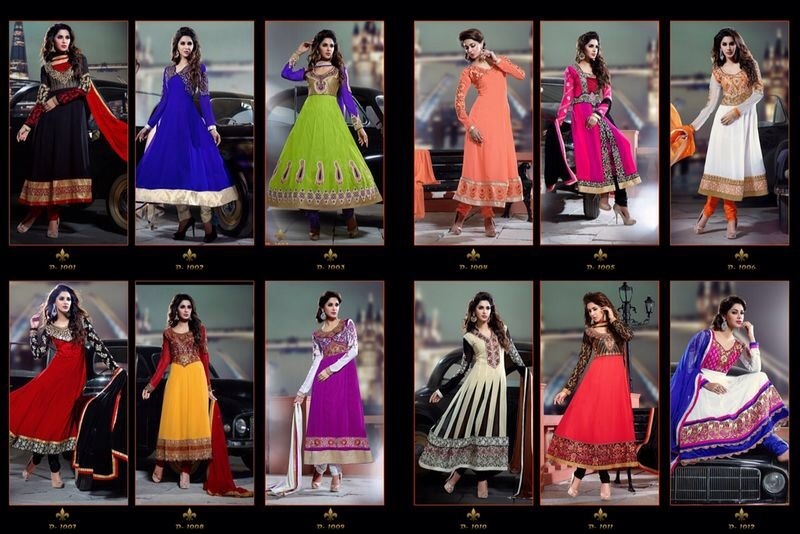 D- 1001
D- 1002
D- 1003
D- 1004
D- 1005
D- 1006
D- 1007
D- 1008
D- 1009
D- 1010
D- 1011
D- 1012